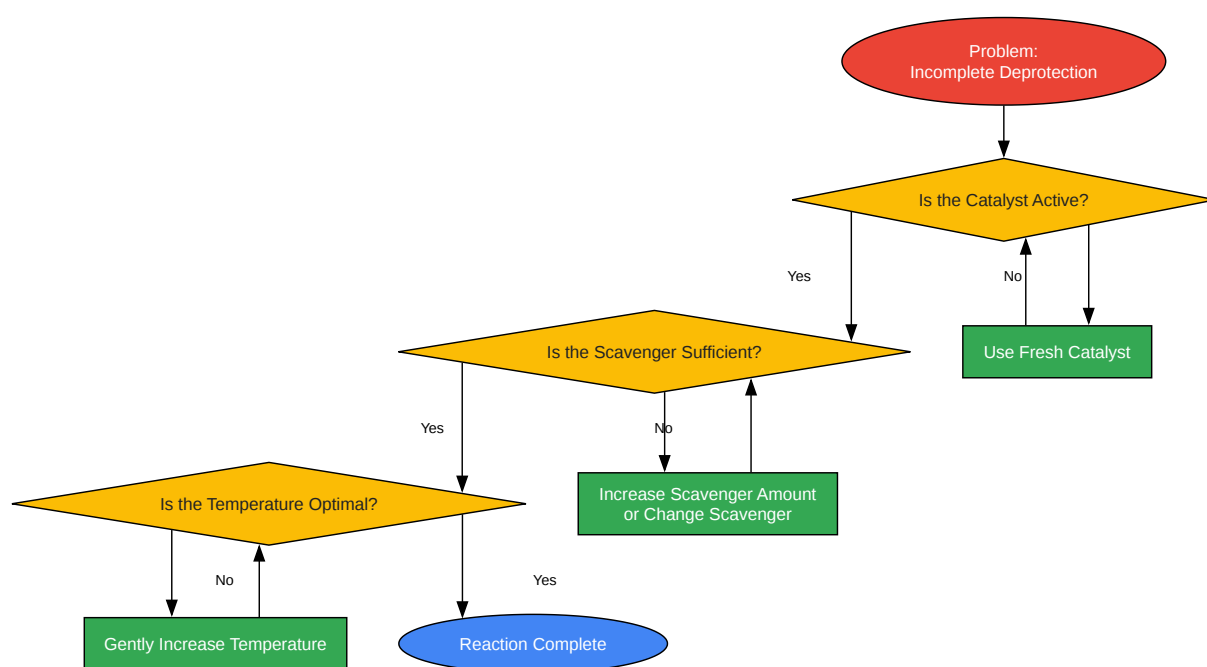 Problem:
Incomplete Deprotection
Is the Catalyst Active?
Yes
No
Is the Scavenger Sufficient?
Use Fresh Catalyst
Yes
No
Is the Temperature Optimal?
Increase Scavenger Amount
or Change Scavenger
No
Yes
Gently Increase Temperature
Reaction Complete